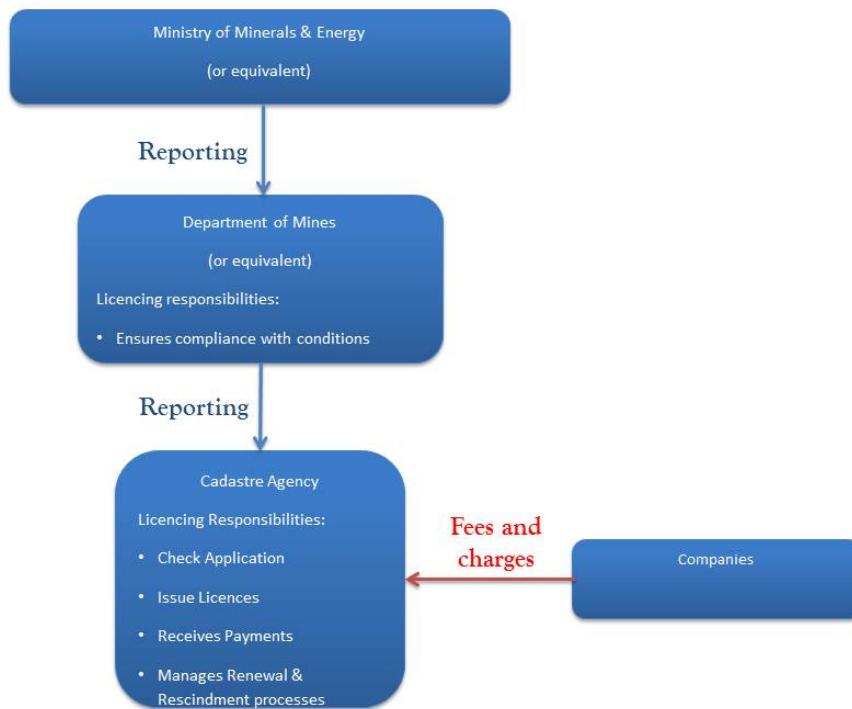 Ministry of Minerals & Energy
(or equivalent)
Reporting
Department of Mines
(or equivalent)
Licencing responsibilities:
• Ensures compliance with conditions
Reporting
Cadastre Agency
Licencing Responsibilities:
• Check Application
• Issue Licences
• Receives Payments
• Manages Renewal &
Rescindment processes
Fees and
charges
Companies